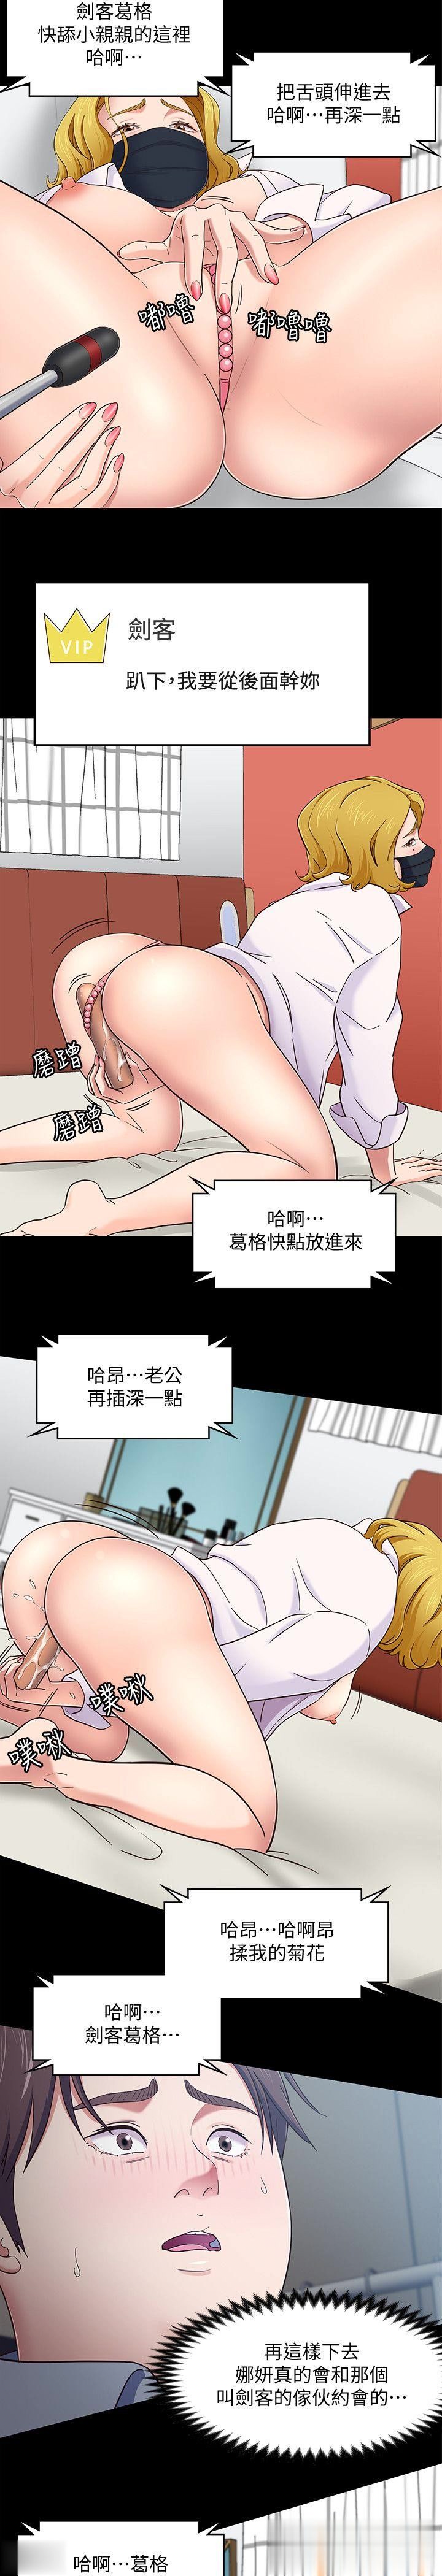 劍客葛格
快舔小親親的這裡
哈啊…
把舌頭伸進去
哈啊…再深一點
嘟嚕
嘟嚕嚕
VIP
劍客
趴下，我要從後面幹妳
磨蹭
磨蹭
哈啊…
葛格快點放進來
哈昂…老公
再插深一點
噗啾
噗啾
哈昂…哈啊昂
揉我的菊花
哈啊…
劍客葛格…
再這樣下去
娜妍真的會和那個
叫劍客的傢伙約會的…
哈啊…葛格